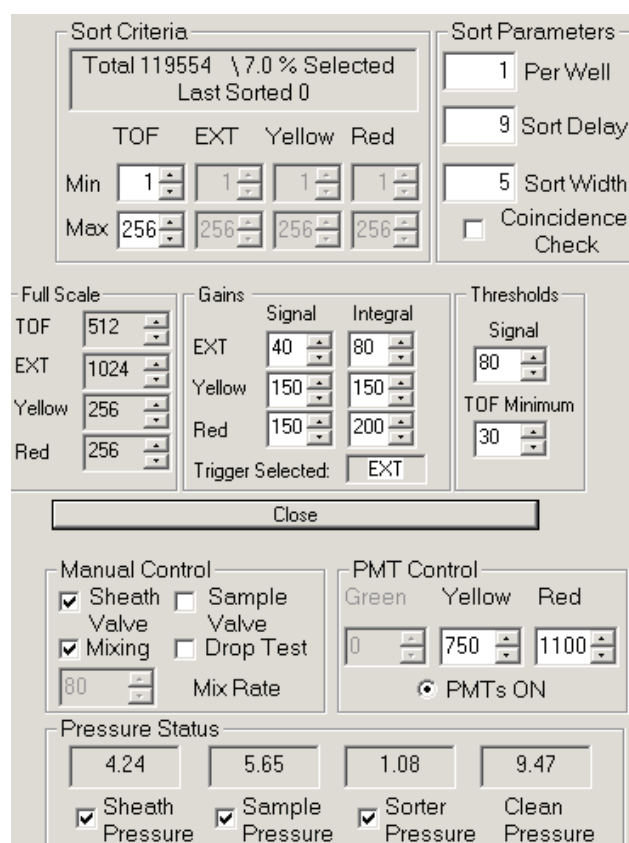 Sort Criteria
Total 119554 \ 7.0 % Selected
Last Sorted 0
TOF EXT Yellow Red
Min 1 1 1 1
Max 256 256 256 256
Sort Parameters
1 Per Well
9 Sort Delay
5 Sort Width
Coincidence
Check
Full Scale
TOF 512
EXT 1024
Yellow 256
Red 256
Gains
Signal Integral
EXT 40 80
Yellow 150 150
Red 150 200
Trigger Selected: EXT
Thresholds
Signal
80
TOF Minimum
30
Close
Manual Control
Sheath Valve
Sample Valve
Mixing
Drop Test
80 Mix Rate
PMT Control
Green Yellow Red
0 750 1100
PMTs ON
Pressure Status
4.24 5.65 1.08 9.47
Sheath Sample Sorter Clean
Pressure Pressure Pressure Pressure